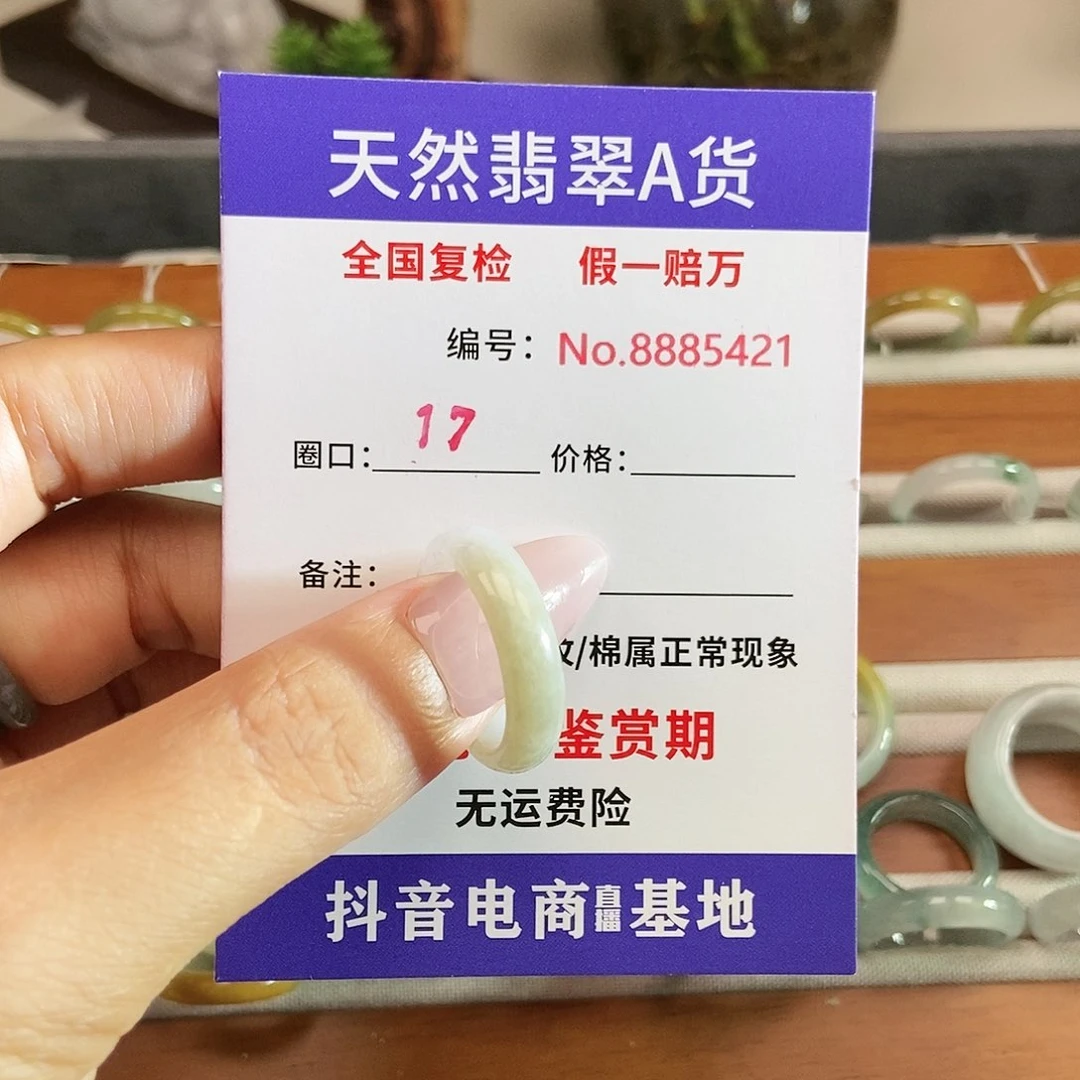 天然翡翠A货
全国复检 假一赔万
编号：No.8885421
圈口：17 价格：
备注：
/棉属正常现象
鉴赏期
无运费险
抖音电商直播基地